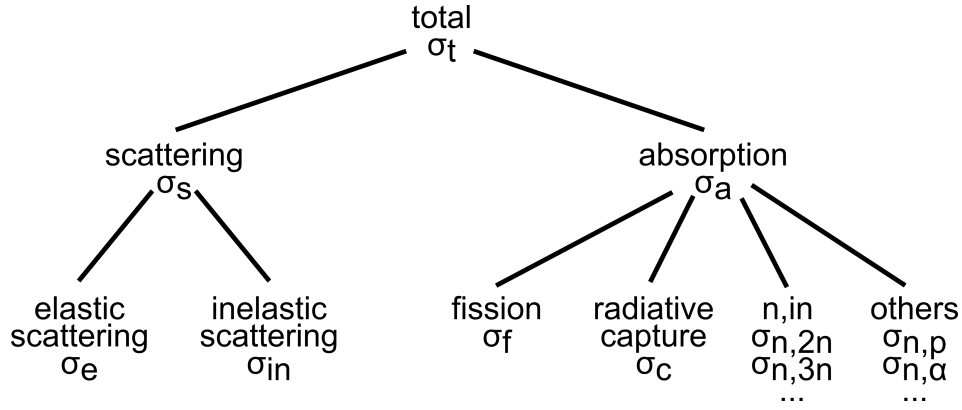 total
σt
scattering
σs
absorption
σa
elastic
scattering
σe
inelastic
scattering
σin
fission
σf
radiative
capture
σc
n,in
σn,2n
σn,3n
...
others
σn,p
σn,α
...